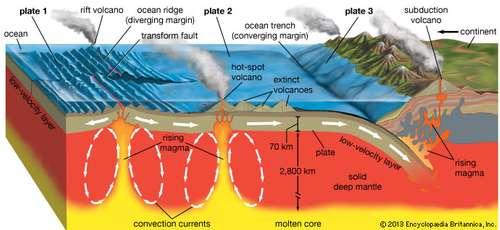 plate 1
rift volcano
ocean ridge
(diverging margin)
plate 2
ocean trench
(converging margin)
plate 3
subduction
volcano
ocean
transform fault
continent
hot-spot
volcano
extinct
volcanoes
low-velocity layer
rising
magma
70 km
plate
low-velocity layer
2,800 km
solid
deep mantle
rising
magma
convection currents
molten core
© 2013 Encyclopædia Britannica, Inc.